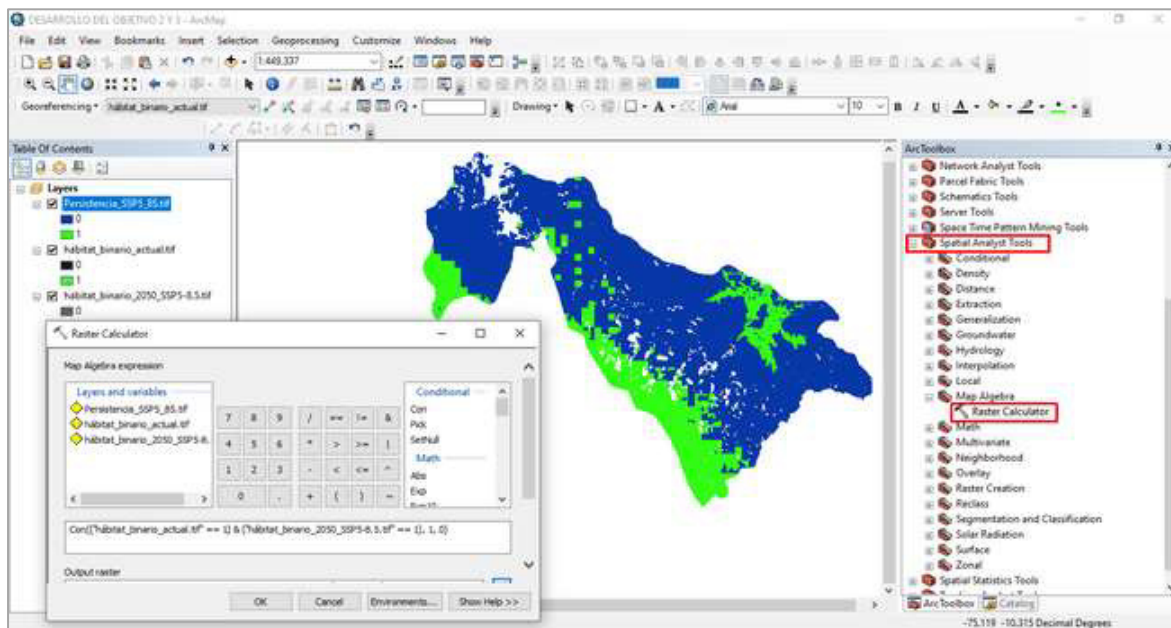 DESARROLLO DEL OBJETIVO 2 Y 3 - ArcMap
File Edit View Bookmarks Insert Selection Geoprocessing Customize Windows Help
1:449,337
Georeferencing hábitat_binario_actual.tif Drawing A Arial 10 B I U A
Table Of Contents
Layers
Persistencia_SSP5_85.tif
0
1
hábitat_binario_actual.tif
0
1
hábitat_binario_2050_SSP5-8.5.tif
0
Raster Calculator
Map Algebra expression
Layers and variables
Persistencia_SSP5_85.tif
hábitat_binario_actual.tif
hábitat_binario_2050_SSP5-8.
7 8 9 / == != &
4 5 6 * > >= |
1 2 3 - < <= ^
0 . + ( ) ~
Conditional
Con
Pick
SetNull
Math
Abs
Exp
Con(("hábitat_binario_actual.tif" == 1) & ("hábitat_binario_2050_SSP5-8.5.tif" == 1), 1, 0)
Output raster
OK Cancel Environments... Show Help >>
ArcToolbox
Network Analyst Tools
Parcel Fabric Tools
Schematics Tools
Server Tools
Space Time Pattern Mining Tools
Spatial Analyst Tools
Conditional
Density
Distance
Extraction
Generalization
Groundwater
Hydrology
Interpolation
Local
Map Algebra
Raster Calculator
Math
Multivariate
Neighborhood
Overlay
Raster Creation
Reclass
Segmentation and Classification
Solar Radiation
Surface
Zonal
Spatial Statistics Tools
ArcToolbox Catalog
-75.119 -10.315 Decimal Degrees